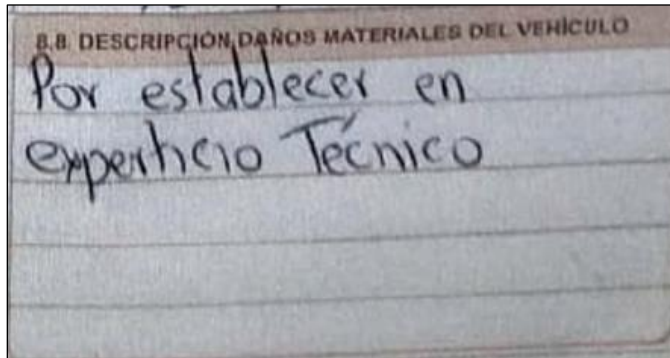 8.8. DESCRIPCIÓN DAÑOS MATERIALES DEL VEHÍCULO
Por establecer en
experticio Técnico